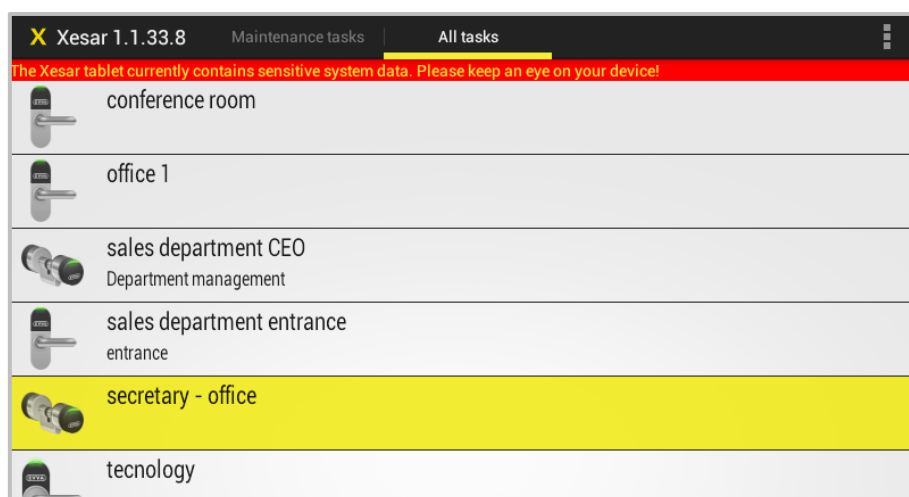 X Xesar 1.1.33.8 Maintenance tasks All tasks
The Xesar tablet currently contains sensitive system data. Please keep an eye on your device!
conference room
office 1
sales department CEO
Department management
sales department entrance
entrance
secretary - office
tecnology
EVVA